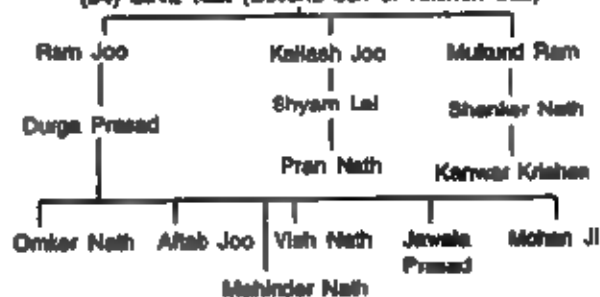 Ram Joo Kailash Joo Mukund Ram
Shyam Lal Shanker Nath
Durga Prasad
Pran Nath Kanwar Krishen
Omker Nath Aftab Joo Vish Nath Jawala Mohan Ji
Prasad
Mahinder Nath